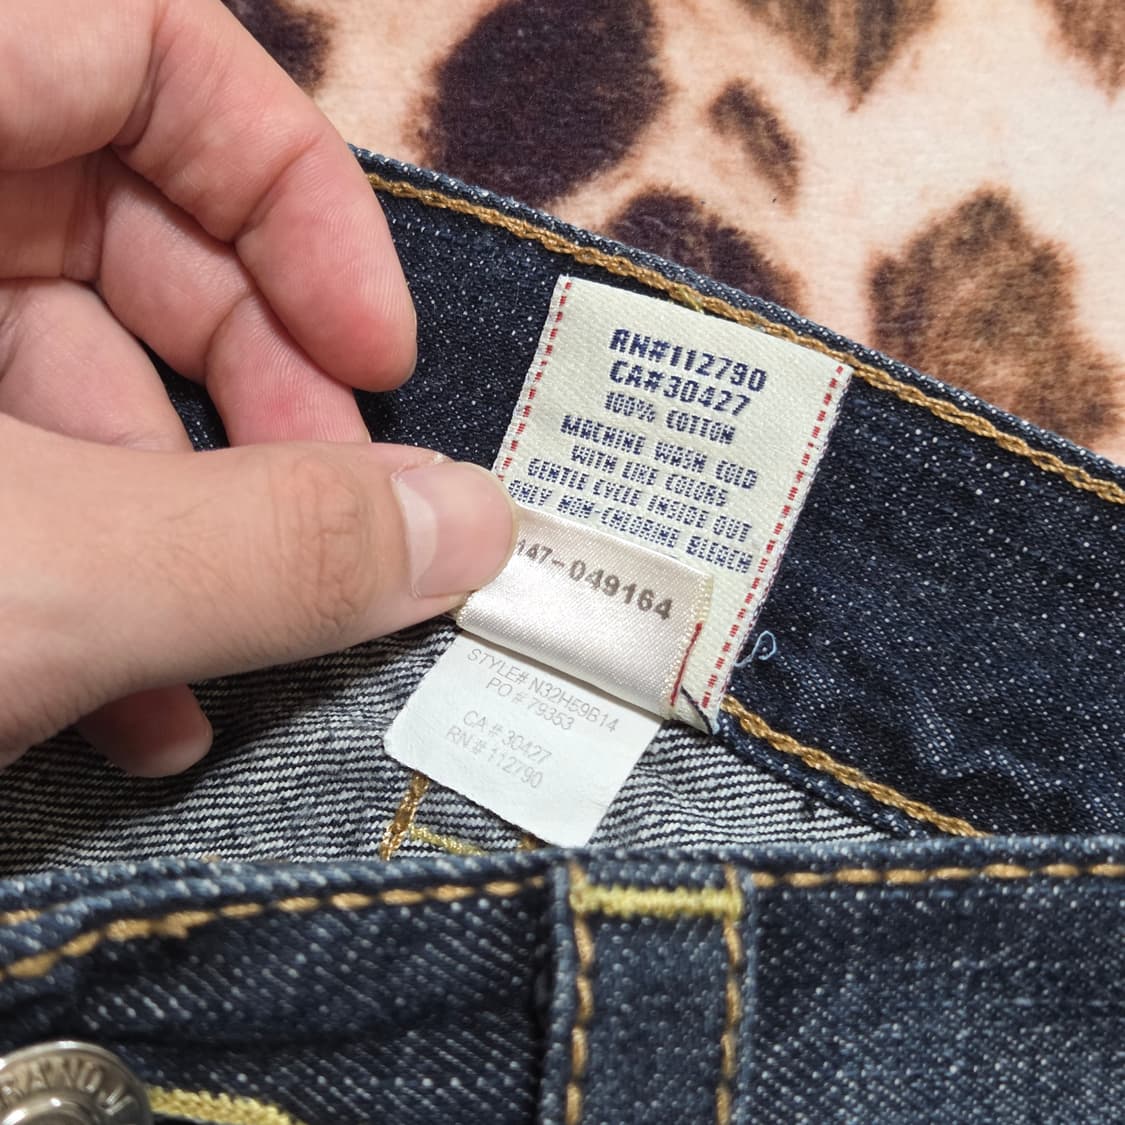 RN#112790
CA#30427
100% COTTON
MACHINE WASH COLD
WITH LIKE COLORS
GENTLE CYCLE INSIDE OUT
ONLY NON-CHLORINE BLEACH
147-049164
STYLE# N32H59B14
PO # 79353
CA # 30427
RN # 112790